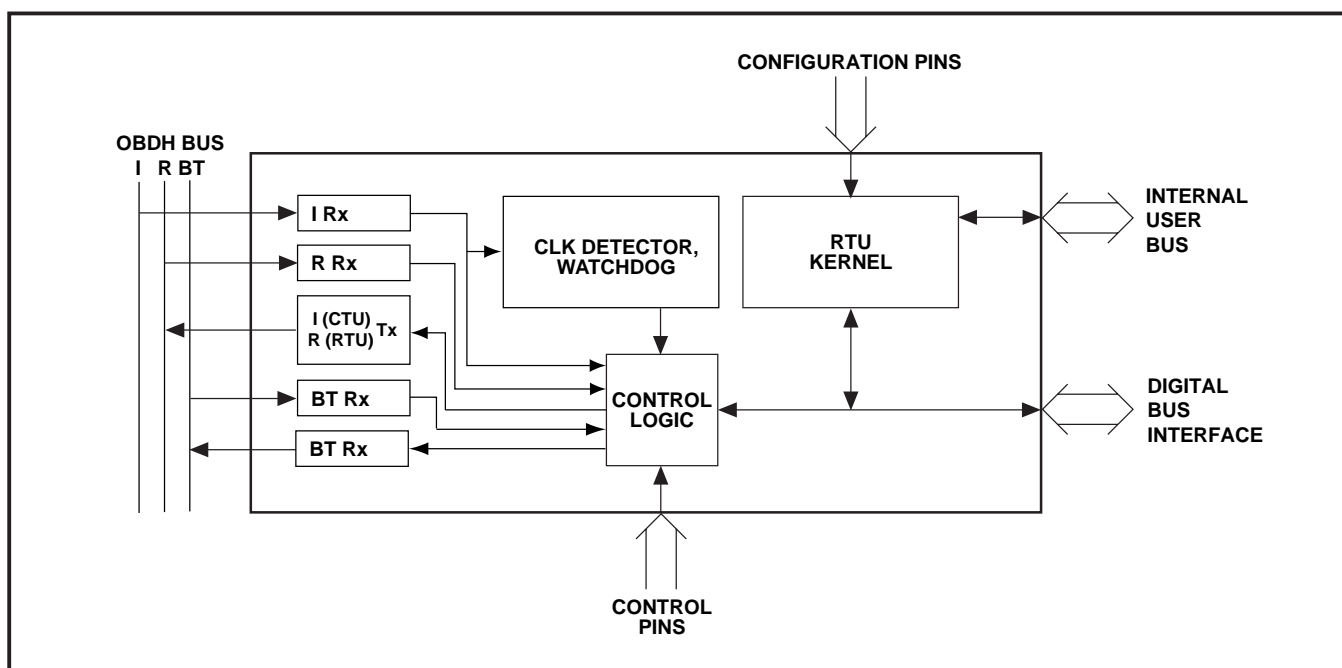 CONFIGURATION PINS
OBDH BUS
I R BT
I Rx
R Rx
I (CTU)
R (RTU) Tx
BT Rx
BT Rx
CLK DETECTOR,
WATCHDOG
RTU
KERNEL
CONTROL
LOGIC
INTERNAL
USER
BUS
DIGITAL
BUS
INTERFACE
CONTROL
PINS